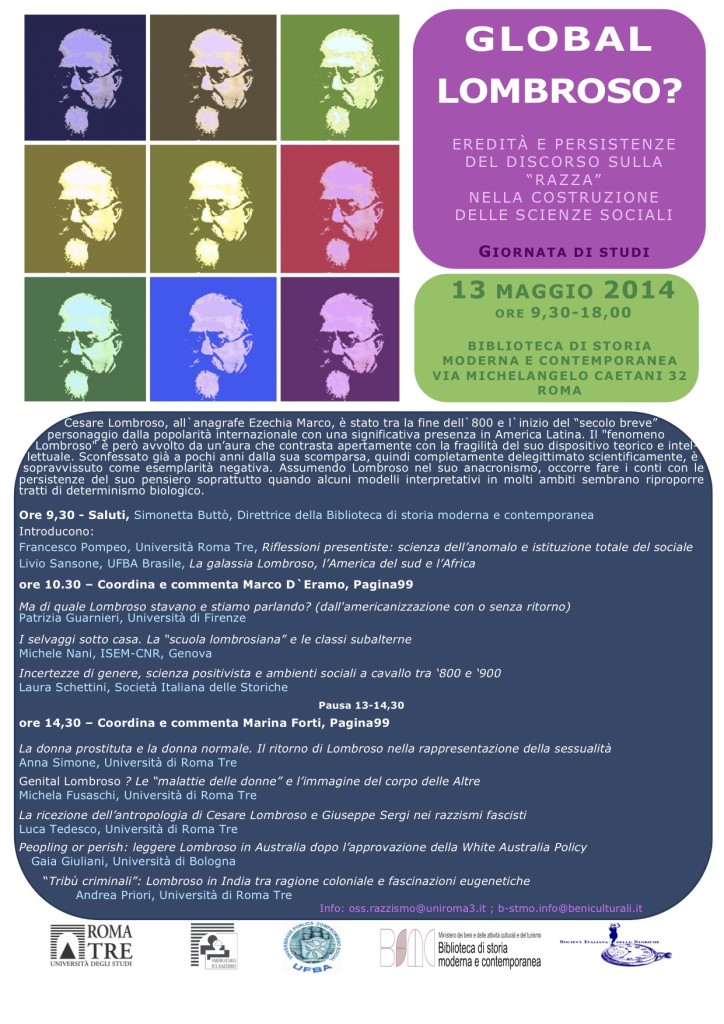 GLOBAL
LOMBROSO?
EREDITÀ E PERSISTENZE
DEL DISCORSO SULLA
“RAZZA”
NELLA COSTRUZIONE
DELLE SCIENZE SOCIALI
GIORNATA DI STUDI
13 MAGGIO 2014
ORE 9,30-18,00
BIBLIOTECA DI STORIA
MODERNA E CONTEMPORANEA
VIA MICHELANGELO CAETANI 32
ROMA
Cesare Lombroso, all`anagrafe Ezechia Marco, è stato tra la fine dell`800 e l`inizio del “secolo breve”
personaggio dalla popolarità internazionale con una significativa presenza in America Latina. Il "fenomeno
Lombroso" è però avvolto da un’aura che contrasta apertamente con la fragilità del suo dispositivo teorico e intel-
lettuale. Sconfessato già a pochi anni dalla sua scomparsa, quindi completamente delegittimato scientificamente, è
sopravvissuto come esemplarità negativa. Assumendo Lombroso nel suo anacronismo, occorre fare i conti con le
persistenze del suo pensiero soprattutto quando alcuni modelli interpretativi in molti ambiti sembrano riproporre
tratti di determinismo biologico.
Ore 9,30 - Saluti, Simonetta Buttò, Direttrice della Biblioteca di storia moderna e contemporanea
Introducono:
Francesco Pompeo, Università Roma Tre, Riflessioni presentiste: scienza dell’anomalo e istituzione totale del sociale
Livio Sansone, UFBA Brasile, La galassia Lombroso, l’America del sud e l’Africa
ore 10.30 – Coordina e commenta Marco D`Eramo, Pagina99
Ma di quale Lombroso stavano e stiamo parlando? (dall'americanizzazione con o senza ritorno)
Patrizia Guarnieri, Università di Firenze
I selvaggi sotto casa. La “scuola lombrosiana” e le classi subalterne
Michele Nani, ISEM-CNR, Genova
Incertezze di genere, scienza positivista e ambienti sociali a cavallo tra ‘800 e ‘900
Laura Schettini, Società Italiana delle Storiche
Pausa 13-14,30
ore 14,30 – Coordina e commenta Marina Forti, Pagina99
La donna prostituta e la donna normale. Il ritorno di Lombroso nella rappresentazione della sessualità
Anna Simone, Università di Roma Tre
Genital Lombroso ? Le “malattie delle donne” e l’immagine del corpo delle Altre
Michela Fusaschi, Università di Roma Tre
La ricezione dell’antropologia di Cesare Lombroso e Giuseppe Sergi nei razzismi fascisti
Luca Tedesco, Università di Roma Tre
Peopling or perish: leggere Lombroso in Australia dopo l’approvazione della White Australia Policy
Gaia Giuliani, Università di Bologna
“Tribù criminali”: Lombroso in India tra ragione coloniale e fascinazioni eugenetiche
Andrea Priori, Università di Roma Tre
Info: oss.razzismo@uniroma3.it ; b-stmo.info@beniculturali.it
ROMA
TRE
UNIVERSITÀ DEGLI STUDI
UFBA
BSMC
Ministero dei beni e delle attività culturali e del turismo
Biblioteca di storia
moderna e contemporanea
SOCIETÀ ITALIANA DELLE STORICHE